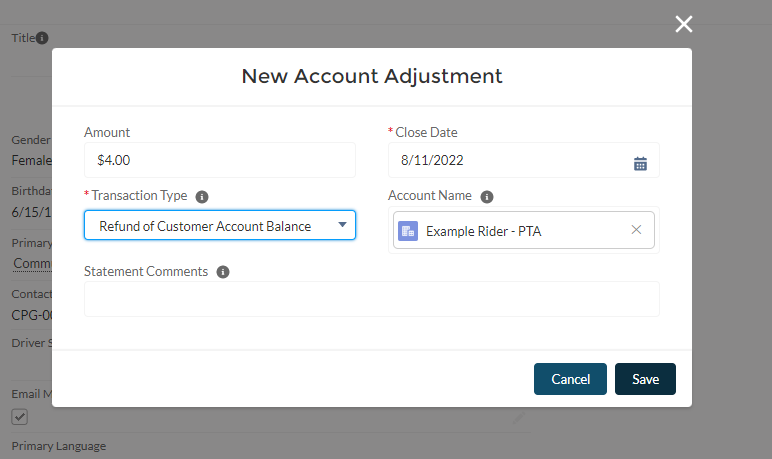 Title
New Account Adjustment
Amount
* Close Date
Gender
Female
$4.00
8/11/2022
Birthda
* Transaction Type
Account Name
6/15/1
Refund of Customer Account Balance
Example Rider - PTA
Primary
Comm
Statement Comments
Contact
CPG-00
Driver S
Cancel
Save
Email M
Primary Language